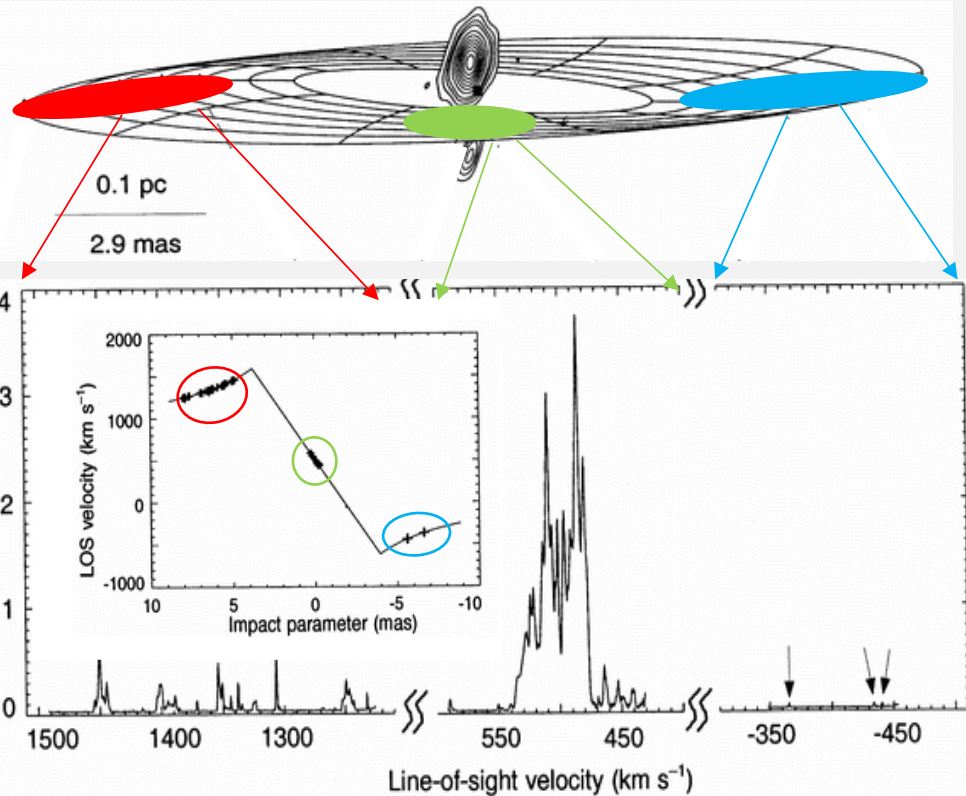 0.1 pc
2.9 mas
4
3
2
1
0
2000
1000
0
-1000
LOS velocity (km s⁻¹)
10 5 0 -5 -10
Impact parameter (mas)
1500 1400 1300 550 450 -350 -450
Line-of-sight velocity (km s⁻¹)